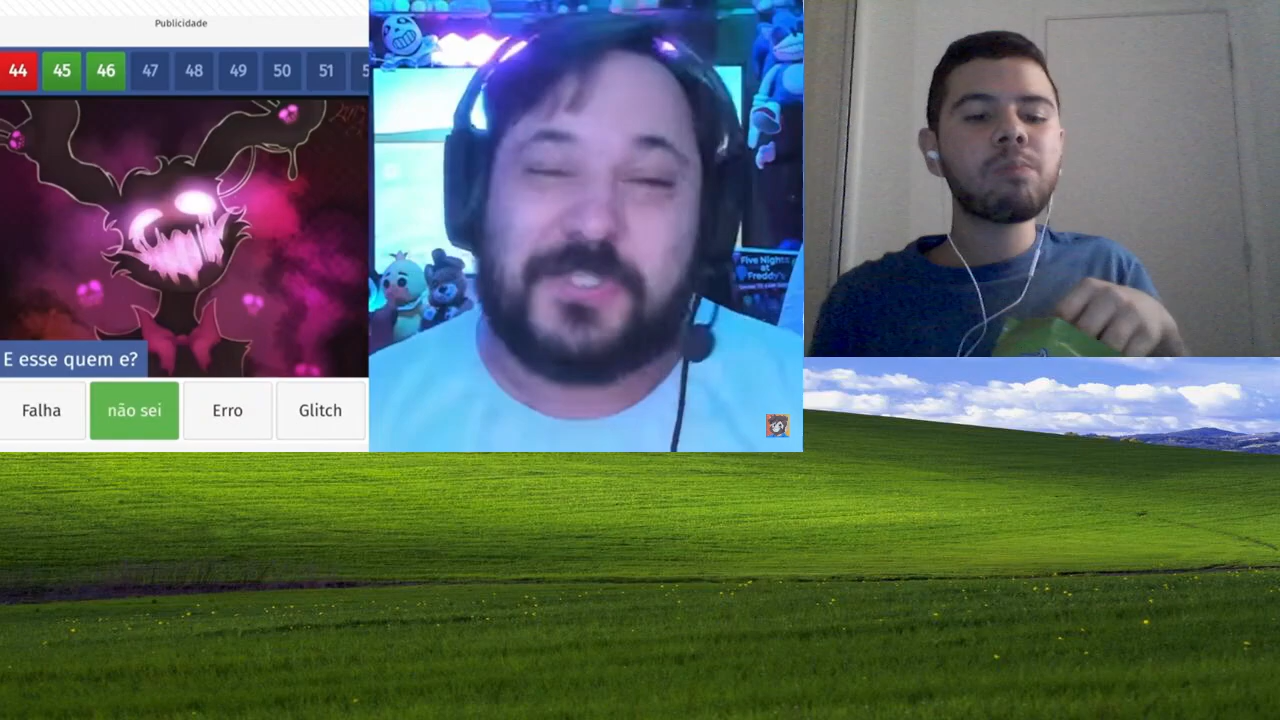 Publicidade
44 45 46 47 48 49 50 51
E esse quem e?
Falha não sei Erro Glitch
Five Nights
at
Freddy's